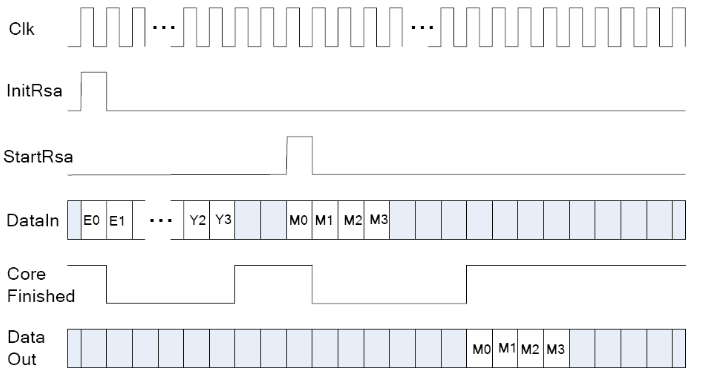 Clk ... ...
InitRsa
StartRsa
DataIn E0 E1 ... Y2 Y3 M0 M1 M2 M3
Core
Finished
Data
Out M0 M1 M2 M3